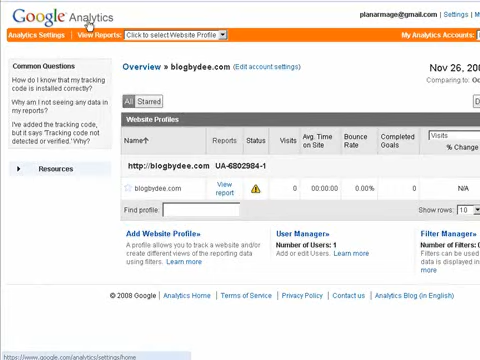 Google Analytics
planarmage@gmail.com | Settings |
Analytics Settings | View Reports: Click to select Website Profile
My Analytics Accounts:
Common Questions
How do I know that my tracking
code is installed correctly?
Why am I not seeing any data in
my reports?
I've added the tracking code,
but it says 'Tracking code not
detected or verified.' Why?
Resources
Overview » blogbydee.com (Edit account settings)
Nov 26, 200
Comparing to:
All Starred
Website Profiles
Name↑ Reports Status Visits Avg. Time on Site Bounce Rate Completed Goals Visits
% Change
http://blogbydee.com UA-6802984-1
blogbydee.com View report 0 00:00:00 0.00% 0 N/A
Find profile: Show rows: 10
Add Website Profile»
A profile allows you to track a website and/or
create different views of the reporting data
using filters. Learn more
User Manager»
Number of Users: 1
Add or edit Users. Learn more
Filter Manager»
Number of Filters:
Filters can be used
data is displayed in
more
© 2008 Google | Analytics Home | Terms of Service | Privacy Policy | Contact us | Analytics Blog (in English)
https://www.google.com/analytics/settings/home